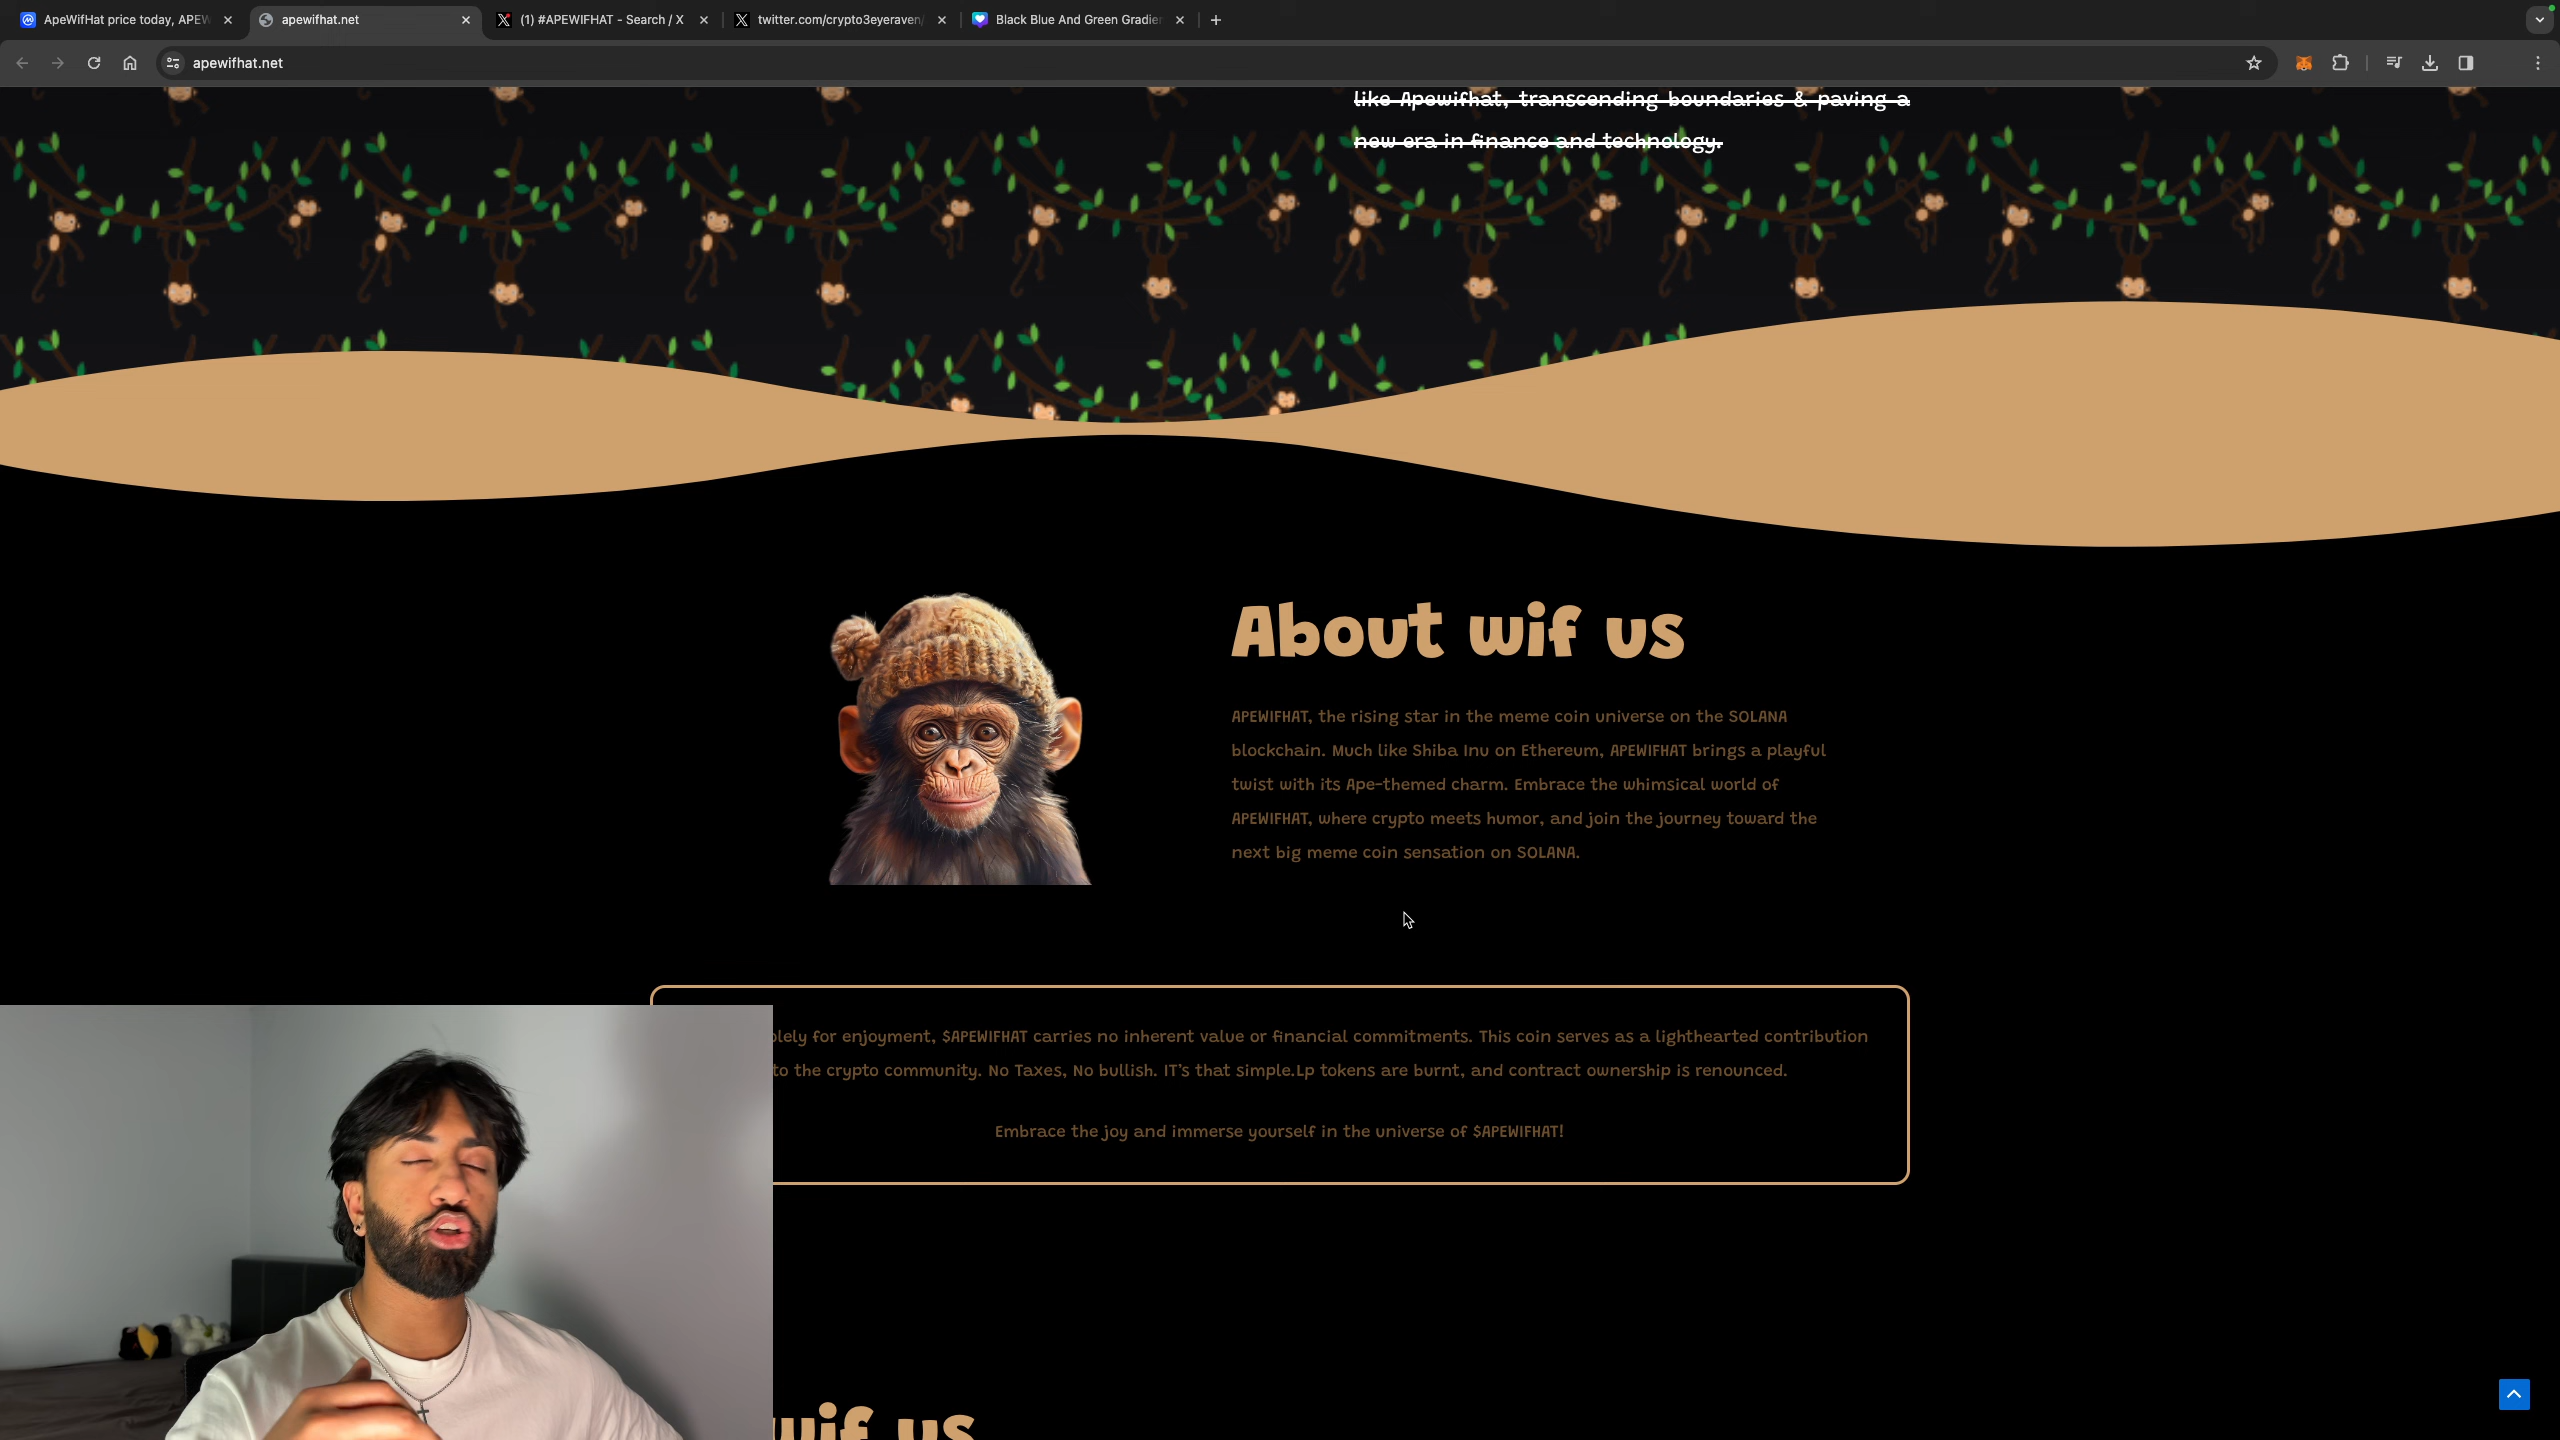 ApeWifHat price today, APEW
apewifhat.net
(1) #APEWIFHAT - Search / X
twitter.com/crypto3eyeraven/
Black Blue And Green Gradie
apewifhat.net
like Apewifhat, transcending boundaries & paving a
new era in finance and technology.
About wif us
APEWIFHAT, the rising star in the meme coin universe on the SOLANA
blockchain. Much like Shiba Inu on Ethereum, APEWIFHAT brings a playful
twist with its Ape-themed charm. Embrace the whimsical world of
APEWIFHAT, where crypto meets humor, and join the journey toward the
next big meme coin sensation on SOLANA.
lely for enjoyment, $APEWIFHAT carries no inherent value or financial commitments. This coin serves as a lighthearted contribution
to the crypto community. No Taxes, No bullish. IT's that simple.Lp tokens are burnt, and contract ownership is renounced.
Embrace the joy and immerse yourself in the universe of $APEWIFHAT!
wif us